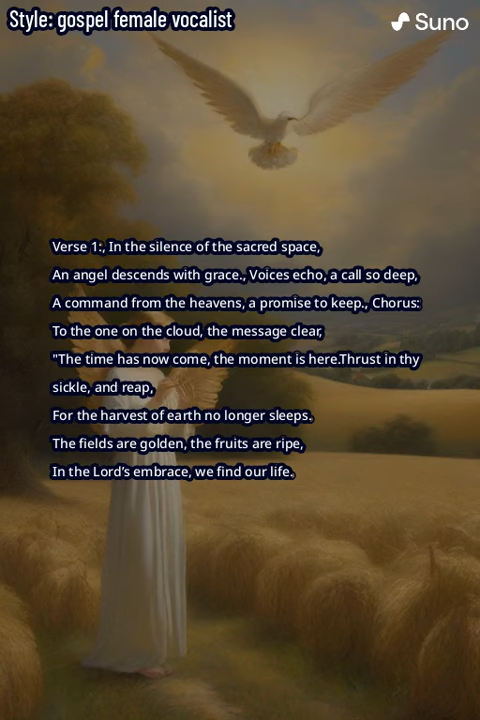 Style: gospel female vocalist
Suno
Verse 1:, In the silence of the sacred space,
An angel descends with grace., Voices echo, a call so deep,
A command from the heavens, a promise to keep., Chorus:
To the one on the cloud, the message clear,
"The time has now come, the moment is here.Thrust in thy
sickle, and reap,
For the harvest of earth no longer sleeps.
The fields are golden, the fruits are ripe,
In the Lord’s embrace, we find our life.